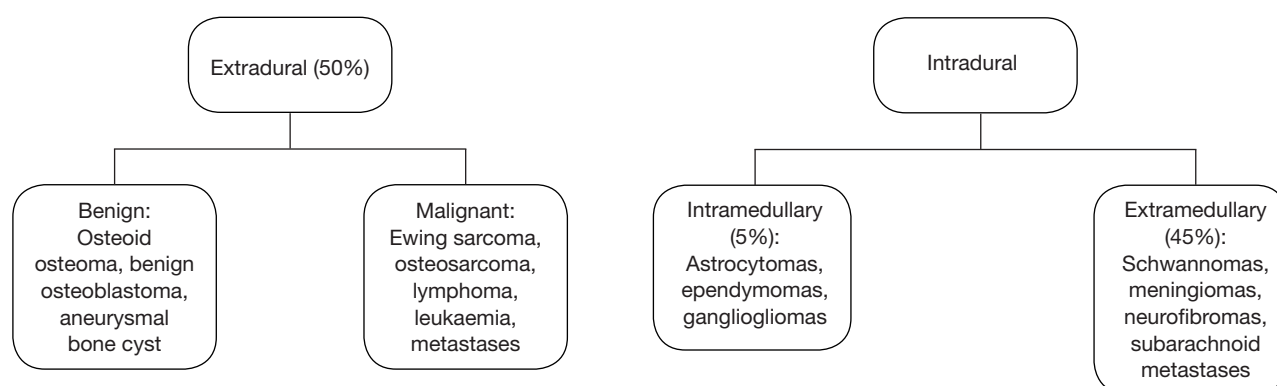 Extradural (50%)
Intradural
Benign:
Osteoid
osteoma, benign
osteoblastoma,
aneurysmal
bone cyst
Malignant:
Ewing sarcoma,
osteosarcoma,
lymphoma,
leukaemia,
metastases
Intramedullary
(5%):
Astrocytomas,
ependymomas,
gangliogliomas
Extramedullary
(45%):
Schwannomas,
meningiomas,
neurofibromas,
subarachnoid
metastases